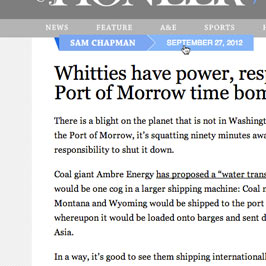 PIONEER
NEWS FEATURE A&E SPORTS
SAM CHAPMAN SEPTEMBER 27, 2012
Whitties have power, res
Port of Morrow time bom
There is a blight on the planet that is not in Washingt
the Port of Morrow, it's squatting ninety minutes awa
responsibility to shut it down.
Coal giant Ambre Energy has proposed a "water trans
would be one cog in a larger shipping machine: Coal
Montana and Wyoming would be shipped to the port
whereupon it would be loaded onto barges and sent d
Asia.
In a way, it's good to see them shipping internationall